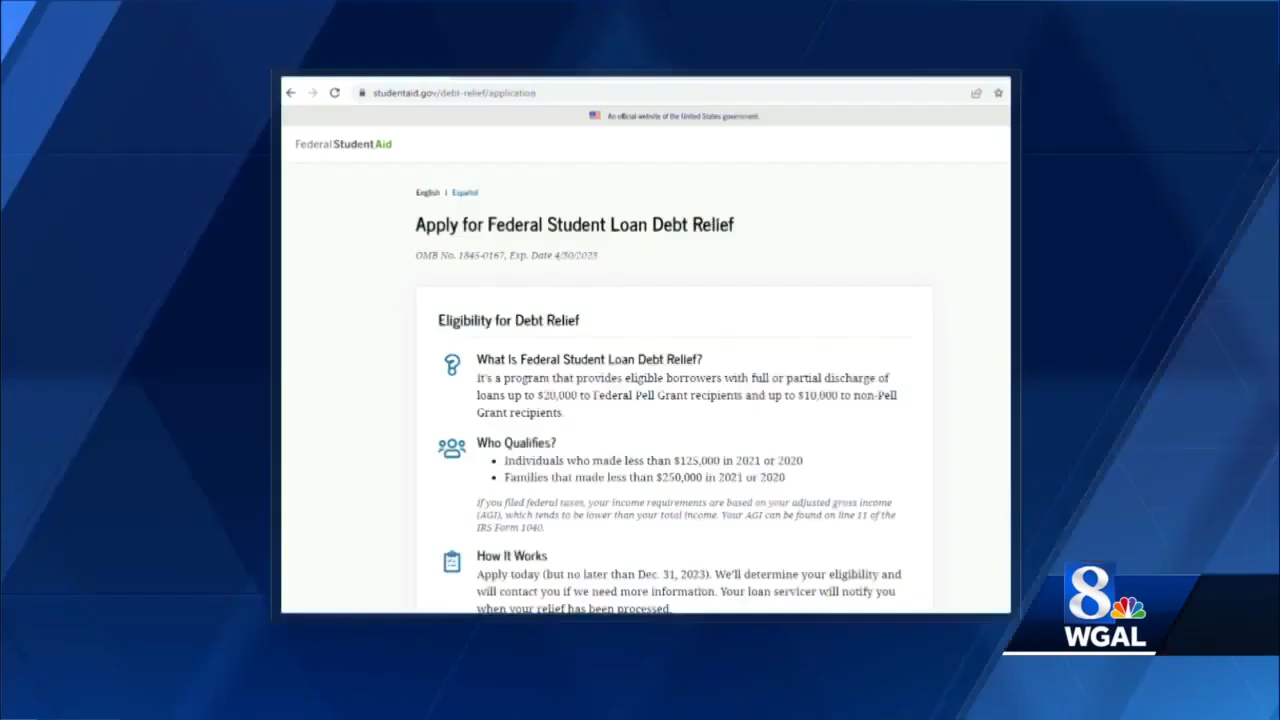 studentaid.gov/debt-relief/application
An official website of the United States government.
Federal StudentAid
English | Español
Apply for Federal Student Loan Debt Relief
OMB No. 1845-0167, Exp. Date 4/30/2023
Eligibility for Debt Relief
What Is Federal Student Loan Debt Relief?
It's a program that provides eligible borrowers with full or partial discharge of
loans up to $20,000 to Federal Pell Grant recipients and up to $10,000 to non-Pell
Grant recipients.
Who Qualifies?
• Individuals who made less than $125,000 in 2021 or 2020
• Families that made less than $250,000 in 2021 or 2020
If you filed federal taxes, your income requirements are based on your adjusted gross income
(AGI), which tends to be lower than your total income. Your AGI can be found on line 11 of the
IRS Form 1040.
How It Works
Apply today (but no later than Dec. 31, 2023). We'll determine your eligibility and
will contact you if we need more information. Your loan servicer will notify you
when your relief has been processed.
8
WGAL